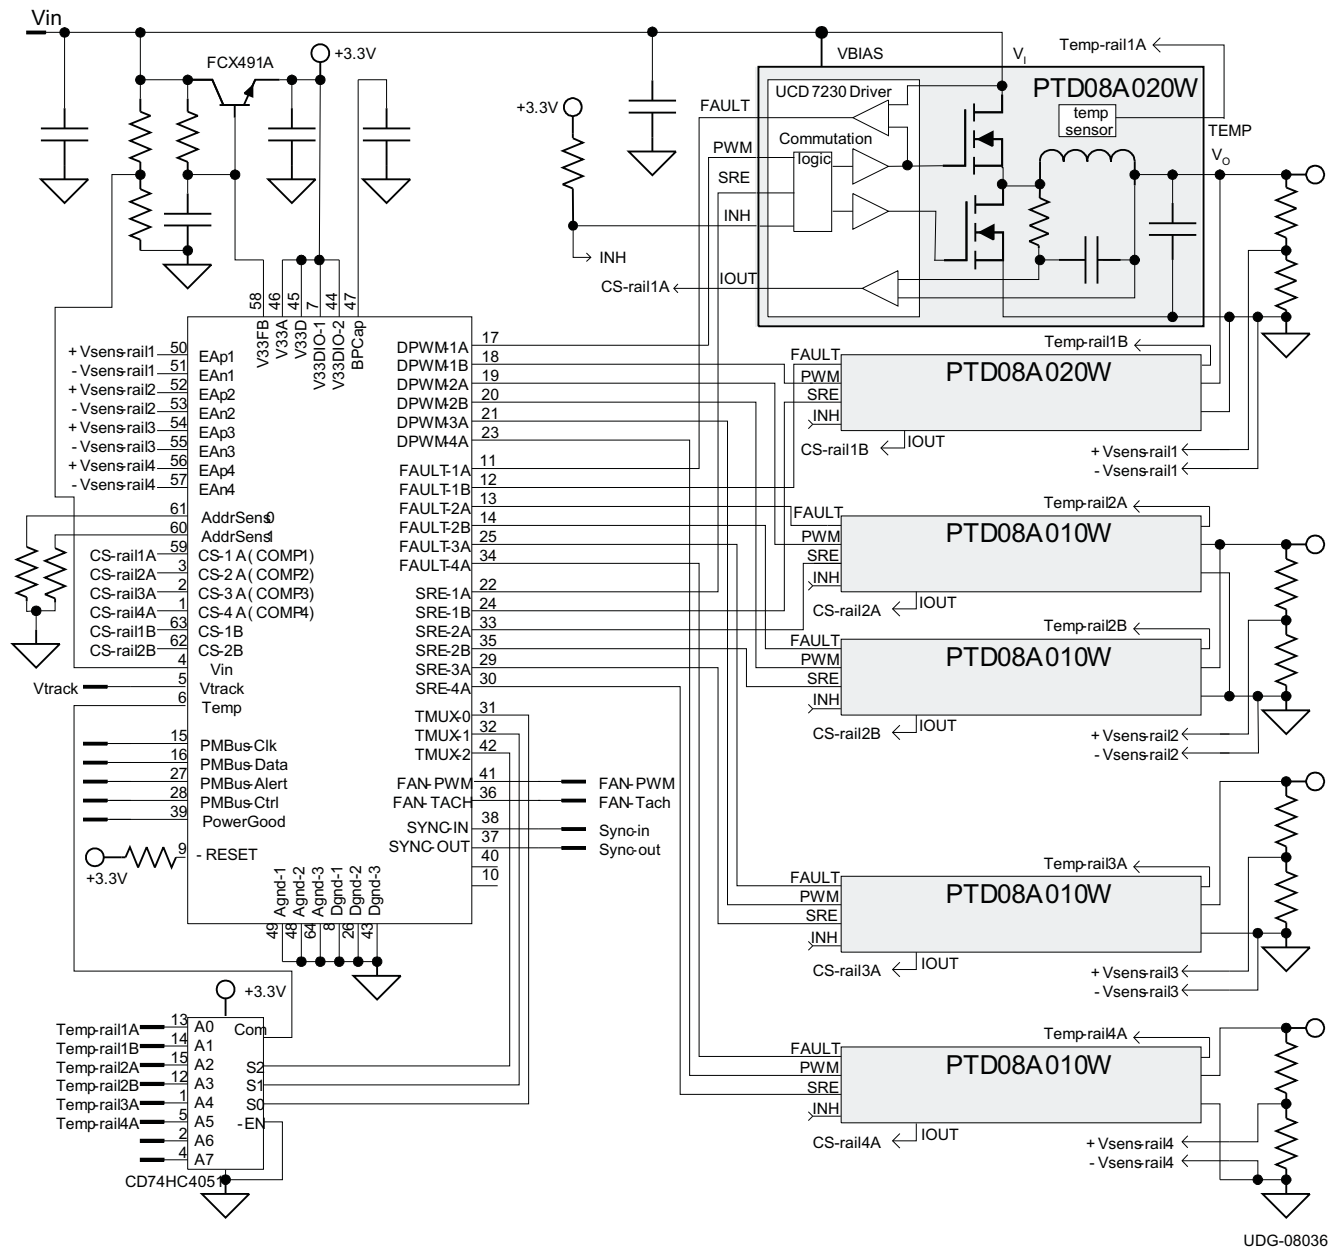 Vin
FCX491A
+3.3V
+3.3V
VBIAS
VI
Temp-rail1A
PTD08A020W
UCD 7230 Driver
temp
sensor
TEMP
VO
Commutation
logic
FAULT
PWM
SRE
INH
INH
IOUT
CS-rail1A
58
46
45
7
44
47
V33FB
V33A
V33D
V33DIO-1
V33DIO-2
BPCap
+ Vsens-rail1 50 EAp1
- Vsens-rail1 51 EAn1
+ Vsens-rail2 52 EAp2
- Vsens-rail2 53 EAn2
+ Vsens-rail3 54 EAp3
- Vsens-rail3 55 EAn3
+ Vsens-rail4 56 EAp4
- Vsens-rail4 57 EAn4
61 AddrSens0
60 AddrSens1
CS-rail1A 59 CS-1 A( COMP1)
CS-rail2A 3 CS-2 A( COMP2)
CS-rail3A 2 CS-3 A( COMP3)
CS-rail4A 1 CS-4 A( COMP4)
CS-rail1B 63 CS-1B
CS-rail2B 62 CS-2B
4 Vin
Vtrack 5 Vtrack
6 Temp
15 PMBus-Clk
16 PMBus-Data
27 PMBus-Alert
28 PMBus-Ctrl
39 PowerGood
+3.3V 9 - RESET
DPWM-1A 17
DPWM-1B 18
DPWM-2A 19
DPWM-2B 20
DPWM-3A 21
DPWM-4A 23
FAULT-1A 11
FAULT-1B 12
FAULT-2A 13
FAULT-2B 14
FAULT-3A 25
FAULT-4A 34
SRE-1A 22
SRE-1B 24
SRE-2A 33
SRE-2B 35
SRE-3A 29
SRE-4A 30
TMUX-0 31
TMUX-1 32
TMUX-2 42
FAN-PWM 41 FAN-PWM
FAN-TACH 36 FAN-Tach
SYNC-IN 38 Sync-in
SYNC-OUT 37 Sync-out
40
10
Agnd-1
Agnd-2
Agnd-3
Dgnd-1
Dgnd-2
Dgnd-3
49
48
64
8
26
43
Temp-rail1B
FAULT
PWM
SRE
INH
PTD08A020W
CS-rail1B
IOUT
+ Vsens-rail1
- Vsens-rail1
Temp-rail2A
FAULT
PWM
SRE
INH
PTD08A010W
CS-rail2A
IOUT
Temp-rail2B
FAULT
PWM
SRE
INH
PTD08A010W
CS-rail2B
IOUT
+ Vsens-rail2
- Vsens-rail2
Temp-rail3A
FAULT
PWM
SRE
INH
PTD08A010W
CS-rail3A
IOUT
+ Vsens-rail3
- Vsens-rail3
Temp-rail4A
FAULT
PWM
SRE
INH
PTD08A010W
CS-rail4A
IOUT
+ Vsens-rail4
- Vsens-rail4
+3.3V
Temp-rail1A 13 A0 Com
Temp-rail1B 14 A1
Temp-rail2A 15 A2 S2
Temp-rail2B 12 A3 S1
Temp-rail3A 1 A4 S0
Temp-rail4A 5 A5 -EN
2 A6
4 A7
CD74HC4051
UDG-08036